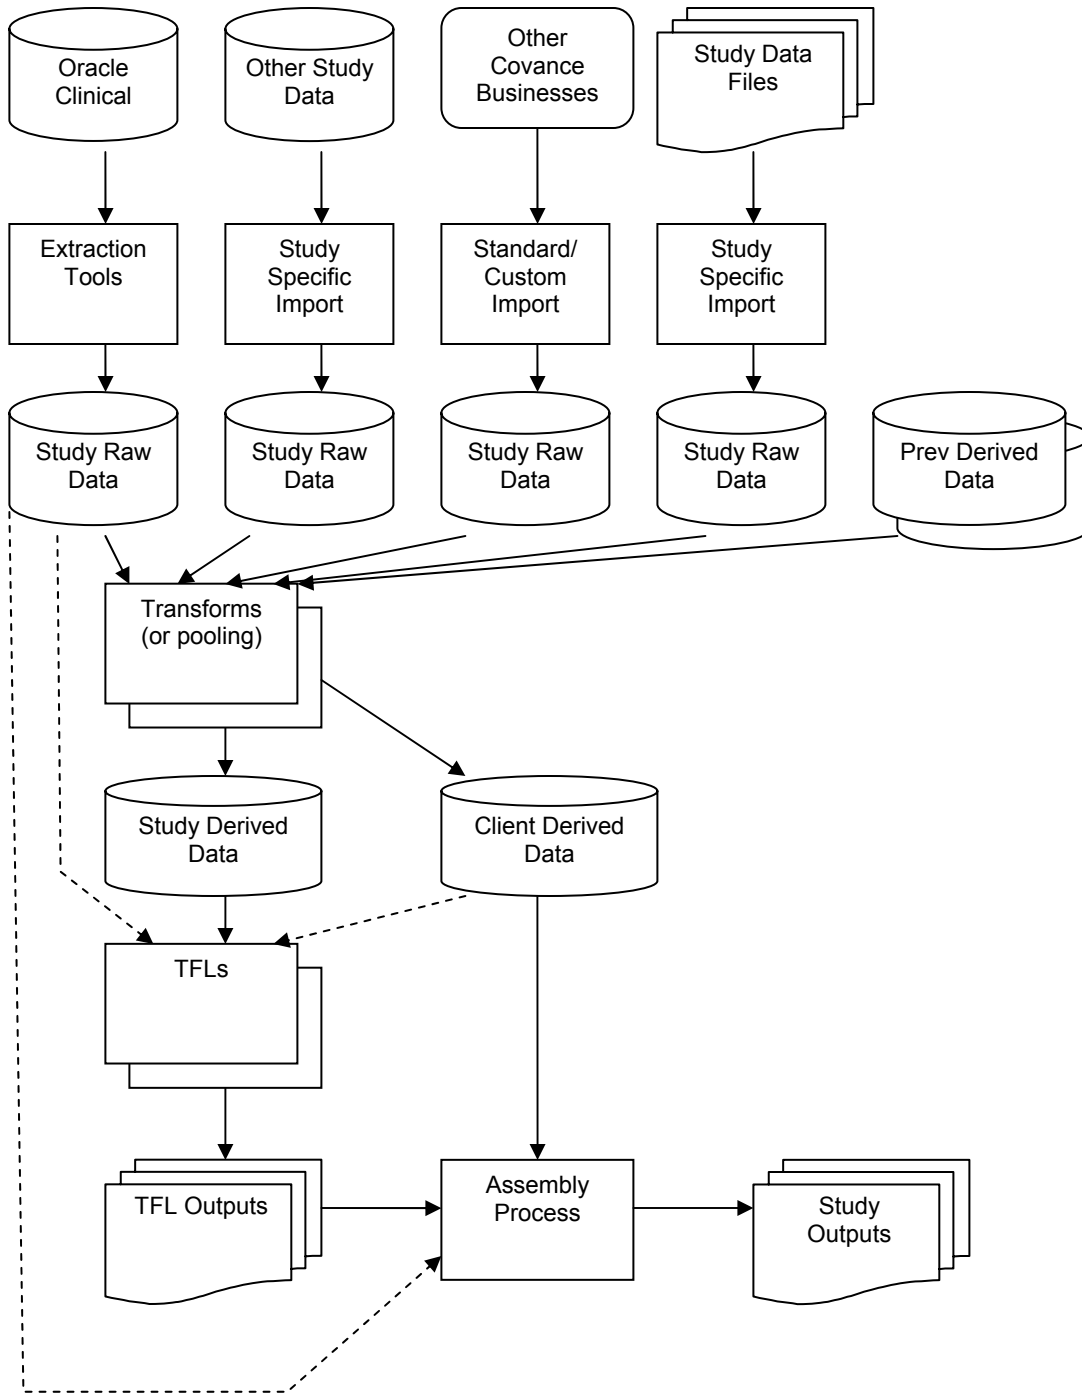 Oracle
Clinical
Other Study
Data
Other
Covance
Businesses
Study Data
Files
Extraction
Tools
Study
Specific
Import
Standard/
Custom
Import
Study
Specific
Import
Study Raw
Data
Study Raw
Data
Study Raw
Data
Study Raw
Data
Prev Derived
Data
Transforms
(or pooling)
Study Derived
Data
Client Derived
Data
TFLs
TFL Outputs
Assembly
Process
Study
Outputs